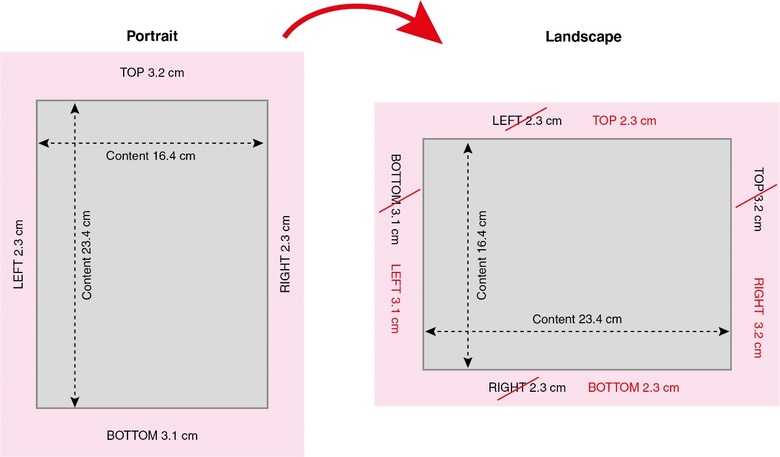 Portrait
TOP 3.2 cm
Content 16.4 cm
LEFT 2.3 cm
Content 23.4 cm
RIGHT 2.3 cm
BOTTOM 3.1 cm
Landscape
LEFT 2.3 cm TOP 2.3 cm
BOTTOM 3.1 cm
LEFT 3.1 cm
Content 16.4 cm
Content 23.4 cm
TOP 3.2 cm
RIGHT 3.2 cm
RIGHT 2.3 cm BOTTOM 2.3 cm